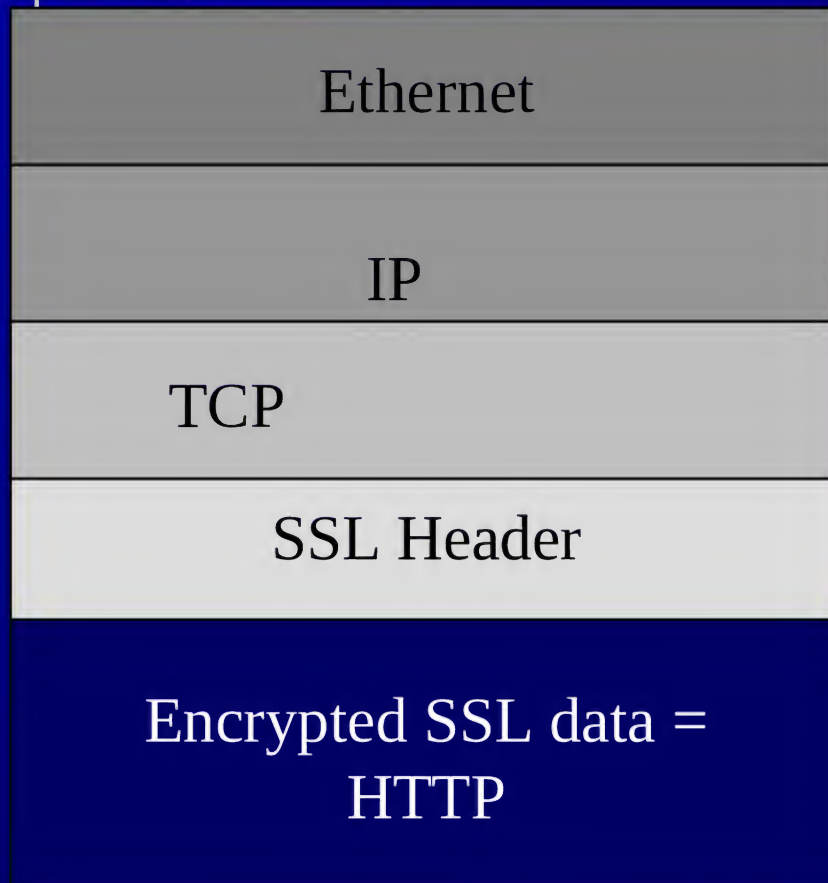 Ethernet
IP
TCP
SSL Header
Encrypted SSL data =
HTTP